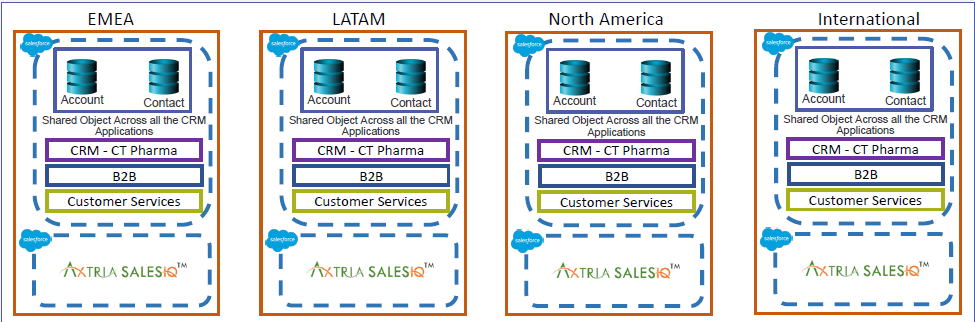 EMEA
LATAM
North America
International
salesforce
Account
Contact
Shared Object Across all the CRM
Applications
CRM - CT Pharma
B2B
Customer Services
salesforce
AXTRIA SALESIQ™
salesforce
Account
Contact
Shared Object Across all the CRM
Applications
CRM - CT Pharma
B2B
Customer Services
salesforce
AXTRIA SALESIQ™
salesforce
Account
Contact
Shared Object Across all the CRM
Applications
CRM - CT Pharma
B2B
Customer Services
salesforce
AXTRIA SALESIQ™
salesforce
Account
Contact
Shared Object Across all the CRM
Applications
CRM - CT Pharma
B2B
Customer Services
salesforce
AXTRIA SALESIQ™